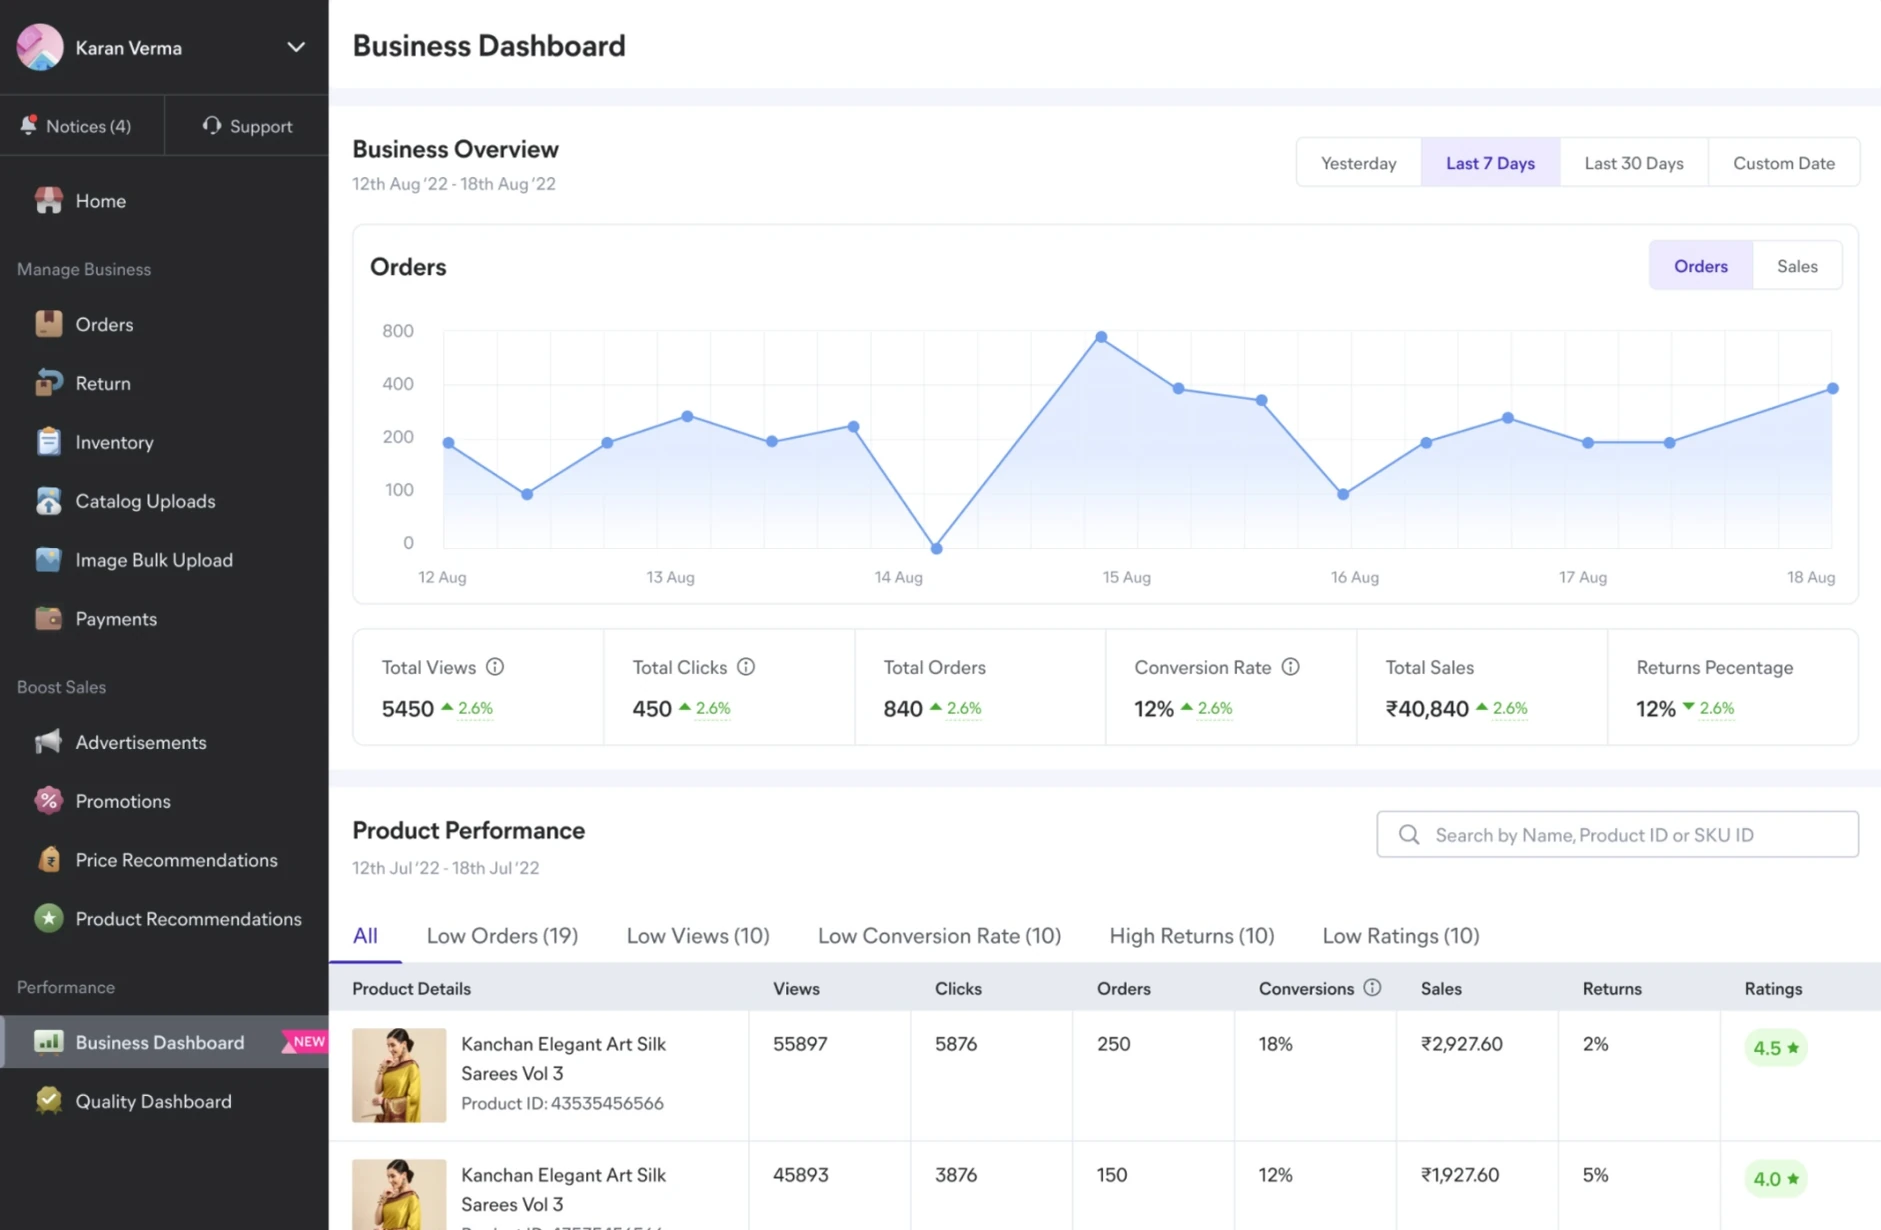 Karan Verma
Notices (4)
Support
Home
Manage Business
Orders
Return
Inventory
Catalog Uploads
Image Bulk Upload
Payments
Boost Sales
Advertisements
Promotions
Price Recommendations
Product Recommendations
Performance
Business Dashboard NEW
Quality Dashboard
Business Dashboard
Business Overview
12th Aug '22 - 18th Aug '22
Yesterday Last 7 Days Last 30 Days Custom Date
Orders
Orders Sales
800
400
200
100
0
12 Aug 13 Aug 14 Aug 15 Aug 16 Aug 17 Aug 18 Aug
Total Views Total Clicks Total Orders Conversion Rate Total Sales Returns Pecentage
5450 2.6% 450 2.6% 840 2.6% 12% 2.6% ₹40,840 2.6% 12% 2.6%
Product Performance
12th Jul '22 - 18th Jul '22
Search by Name, Product ID or SKU ID
All Low Orders (19) Low Views (10) Low Conversion Rate (10) High Returns (10) Low Ratings (10)
Product Details Views Clicks Orders Conversions Sales Returns Ratings
Kanchan Elegant Art Silk 55897 5876 250 18% ₹2,927.60 2% 4.5
Sarees Vol 3
Product ID: 43535456566
Kanchan Elegant Art Silk 45893 3876 150 12% ₹1,927.60 5% 4.0
Sarees Vol 3